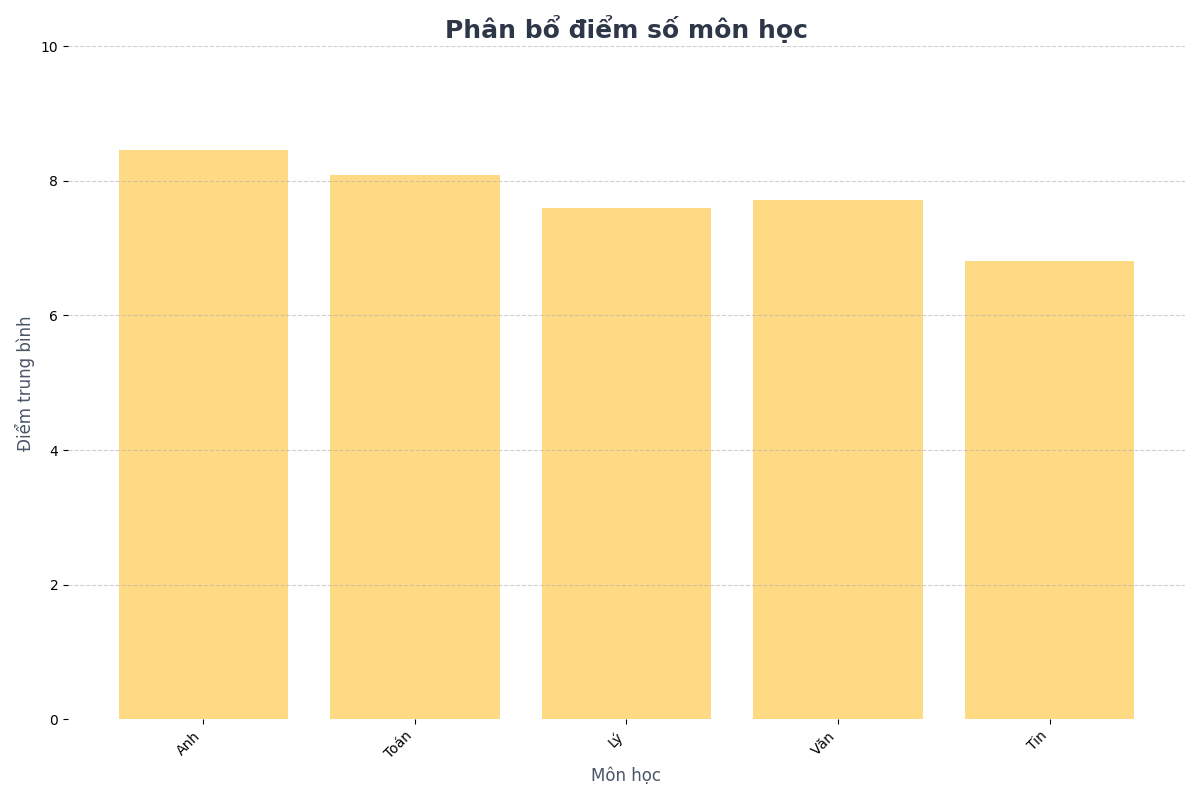 Phân bổ điểm số môn học
10
8
6
4
2
0
Điểm trung bình
Anh
Toán
Lý
Văn
Tin
Môn học